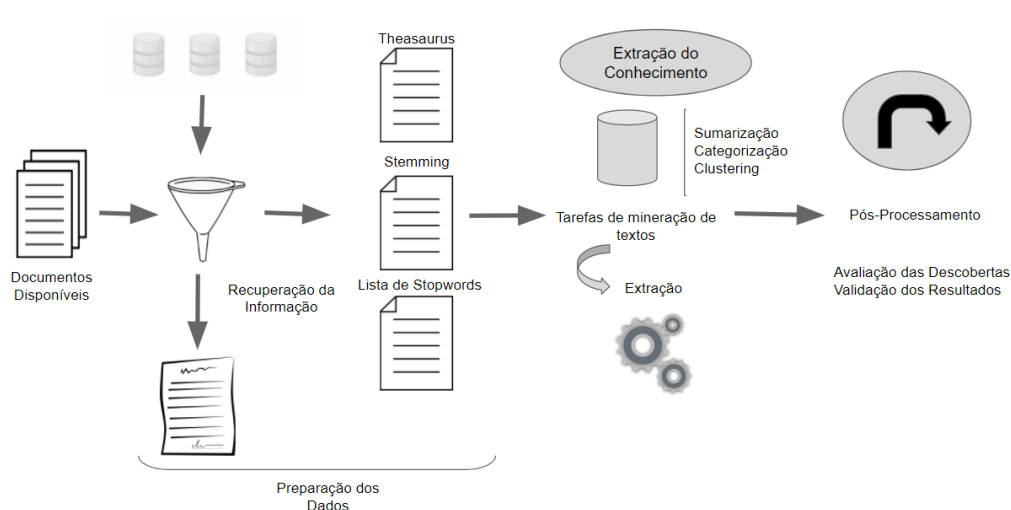 Documentos
Disponíveis
Recuperação da
Informação
Theasaurus
Stemming
Lista de Stopwords
Preparação dos
Dados
Extração do
Conhecimento
Sumarização
Categorização
Clustering
Tarefas de mineração de
textos
Extração
Pós-Processamento
Avaliação das Descobertas
Validação dos Resultados